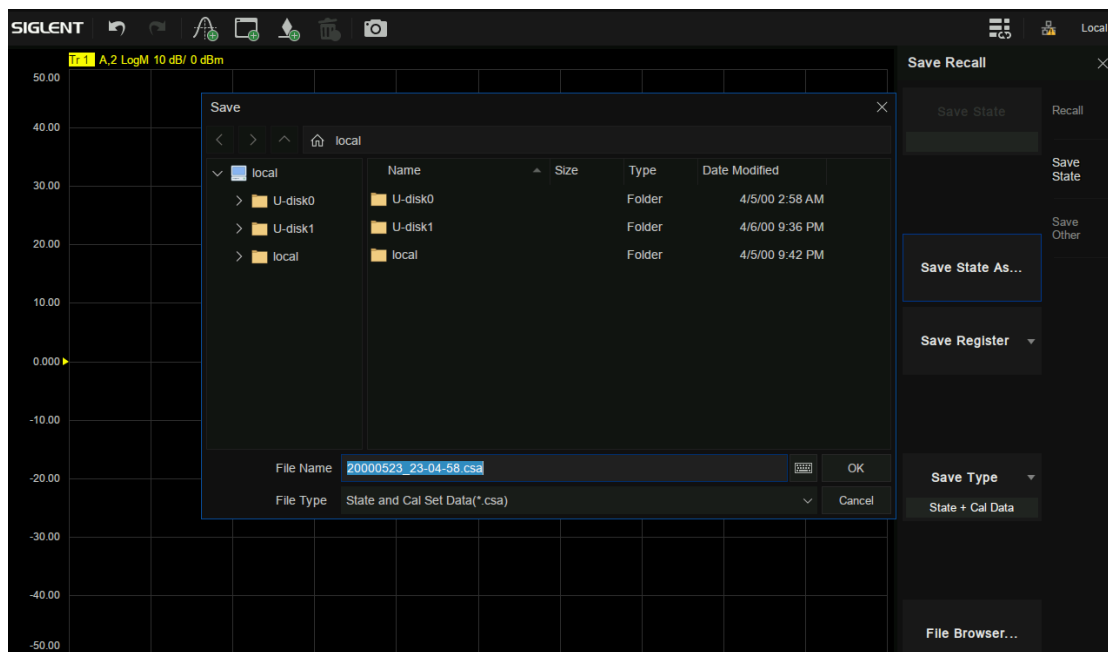 SIGLENT
Local
Tr 1 A,2 LogM 10 dB/ 0 dBm
50.00
40.00
30.00
20.00
10.00
0.000
-10.00
-20.00
-30.00
-40.00
-50.00
Save
local
local
U-disk0
U-disk1
local
Name Size Type Date Modified
U-disk0 Folder 4/5/00 2:58 AM
U-disk1 Folder 4/6/00 9:36 PM
local Folder 4/5/00 9:42 PM
File Name 20000523_23-04-58.csa OK
File Type State and Cal Set Data(*.csa) Cancel
Save Recall
Save State
Save State As...
Save Register
Save Type
State + Cal Data
File Browser...
Recall
Save
State
Save
Other